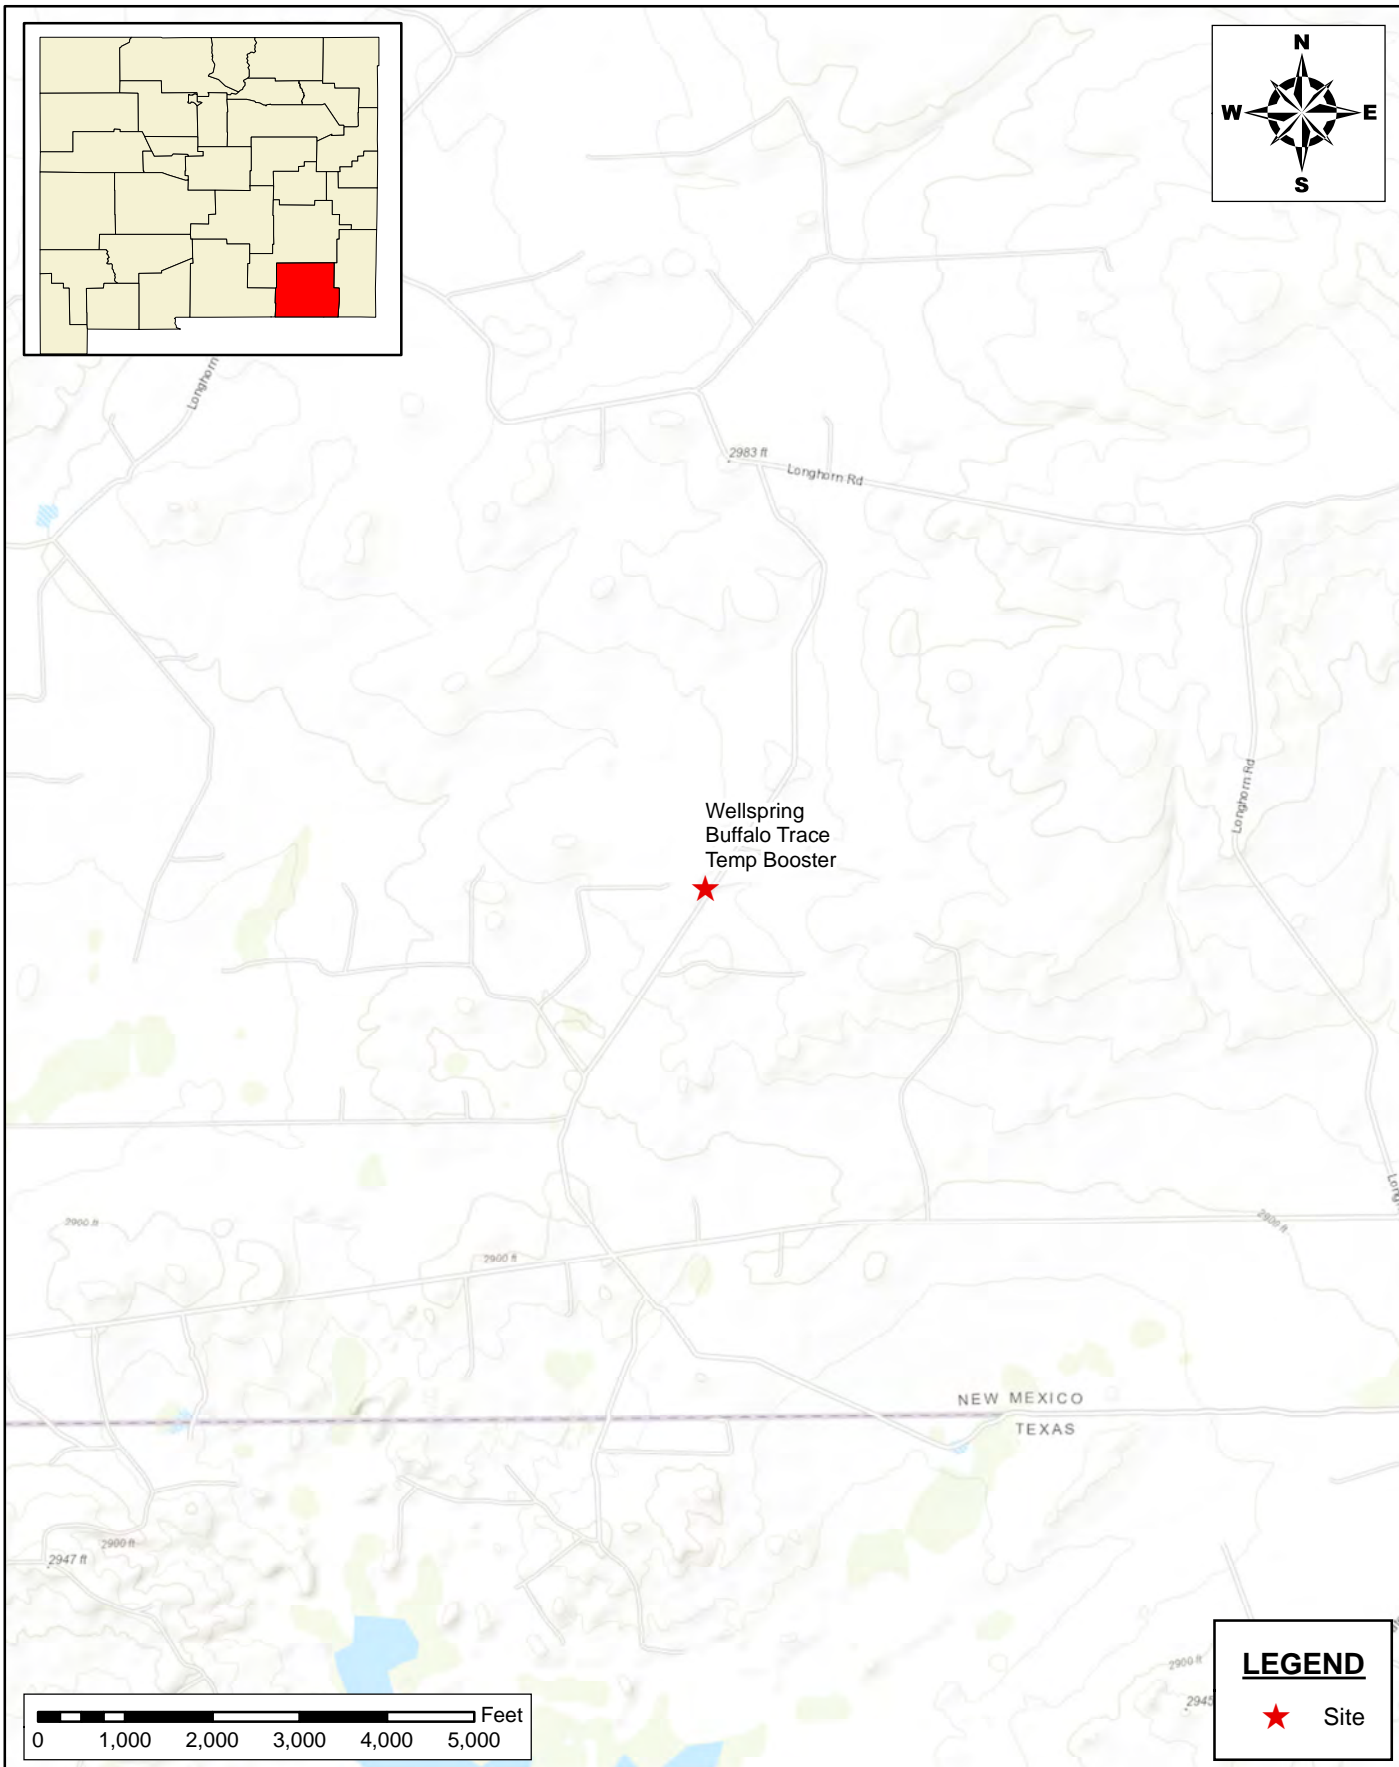 N
W
E
S
Longhorn
2983 ft
Longhorn Rd
Longhorn Rd
Wellspring
Buffalo Trace
Temp Booster
2900 ft
2900 ft
2900 ft
NEW MEXICO
TEXAS
2900 ft
2947 ft
2900 ft
LEGEND
Site
Feet
0 1,000 2,000 3,000 4,000 5,000